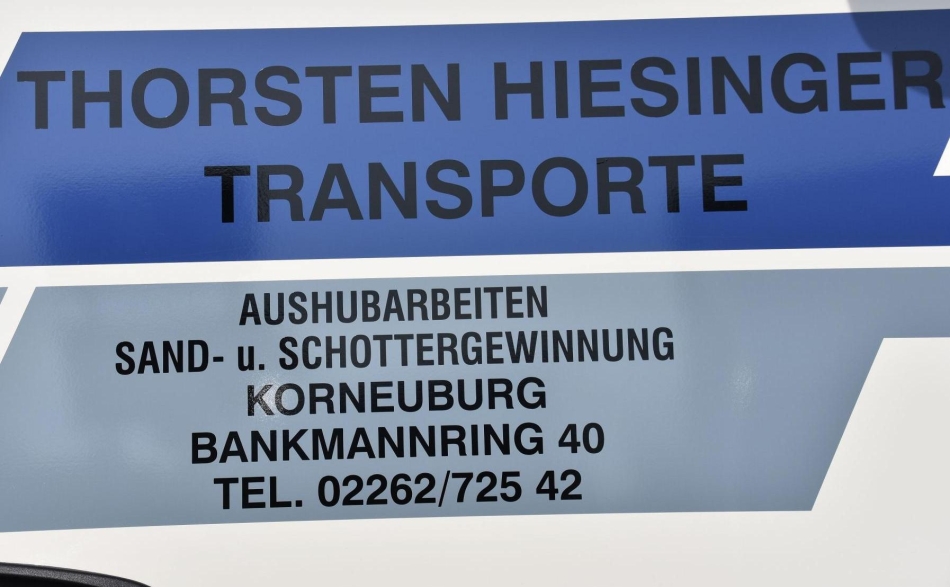 THORSTEN HIESINGER
TRANSPORTE
AUSHUBARBEITEN
SAND- u. SCHOTTERGEWINNUNG
KORNEUBURG
BANKMANNRING 40
TEL. 02262/725 42